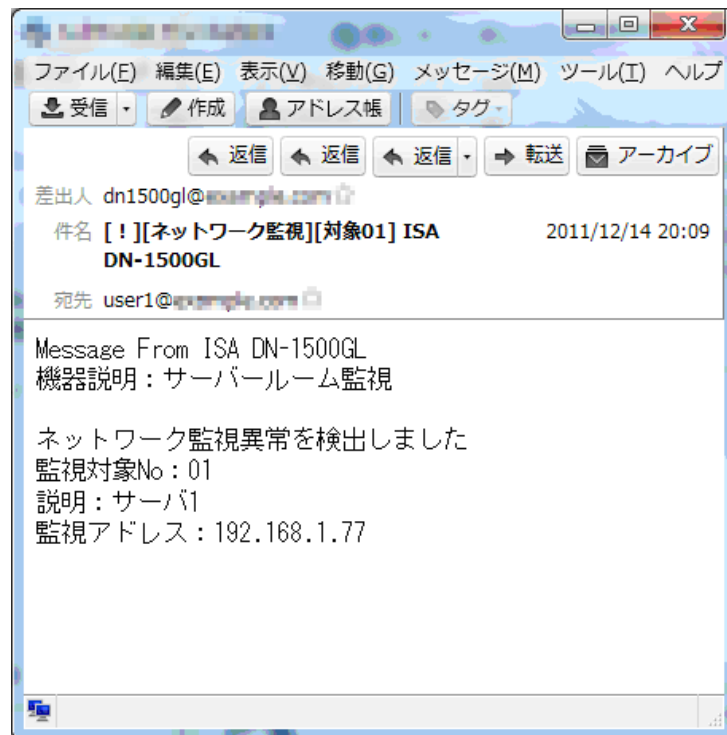 ファイル(F) 編集(E) 表示(V) 移動(G) メッセージ(M) ツール(T) ヘルプ
受信 作成 アドレス帳 タグ
返信 返信 返信 転送 アーカイブ
差出人 dn1500gl@
件名 [！][ネットワーク監視][対象01] ISA 2011/12/14 20:09
DN-1500GL
宛先 user1@
Message From ISA DN-1500GL
機器説明：サーバールーム監視
ネットワーク監視異常を検出しました
監視対象No：01
説明：サーバ1
監視アドレス：192.168.1.77